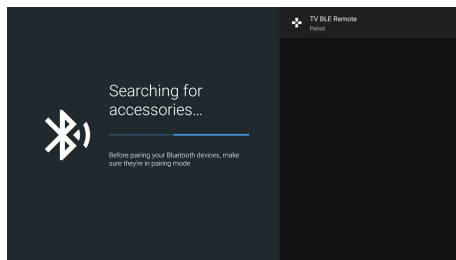 Searching for
accessories...
Before pairing your Bluetooth devices, make
sure they're in pairing mode
TV BLE Remote
Paired